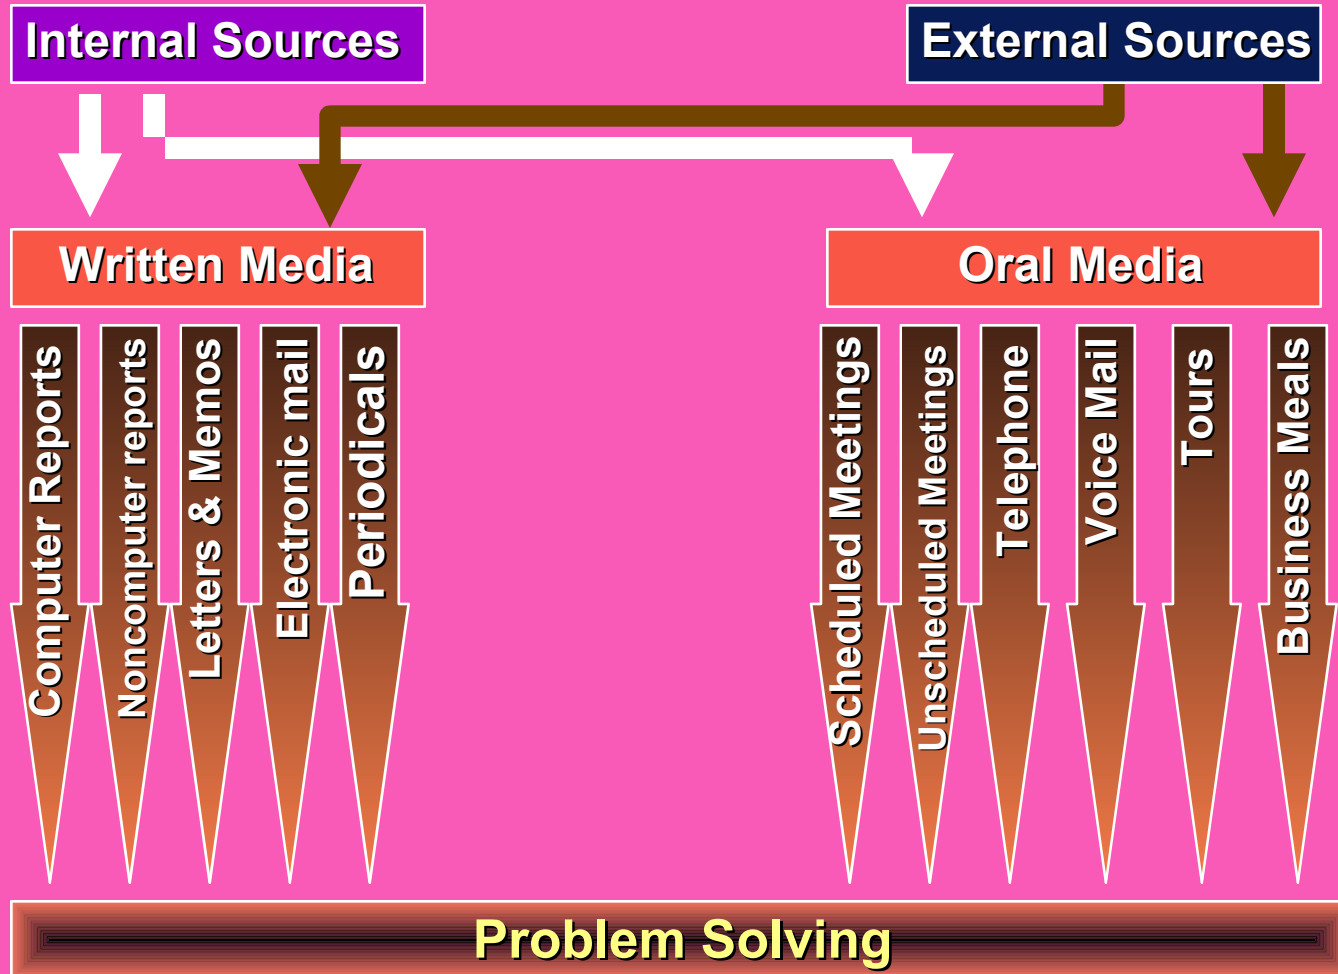 Internal Sources
External Sources
Written Media
Oral Media
Computer Reports
Noncomputer reports
Letters & Memos
Electronic mail
Periodicals
Scheduled Meetings
Unscheduled Meetings
Telephone
Voice Mail
Tours
Business Meals
Problem Solving